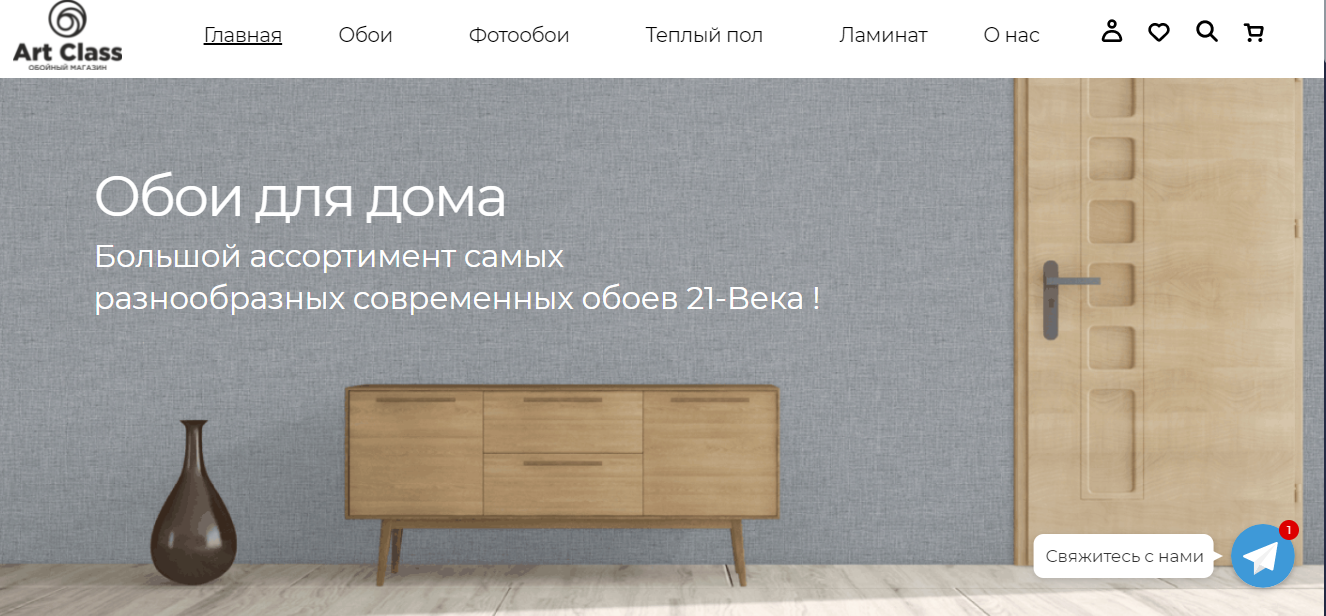 Art Class
ОБОЙНЫЙ МАГАЗИН
Главная Обои Фотообои Теплый пол Ламинат О нас
Обои для дома
Большой ассортимент самых
разнообразных современных обоев 21-Века !
Свяжитесь с нами
1